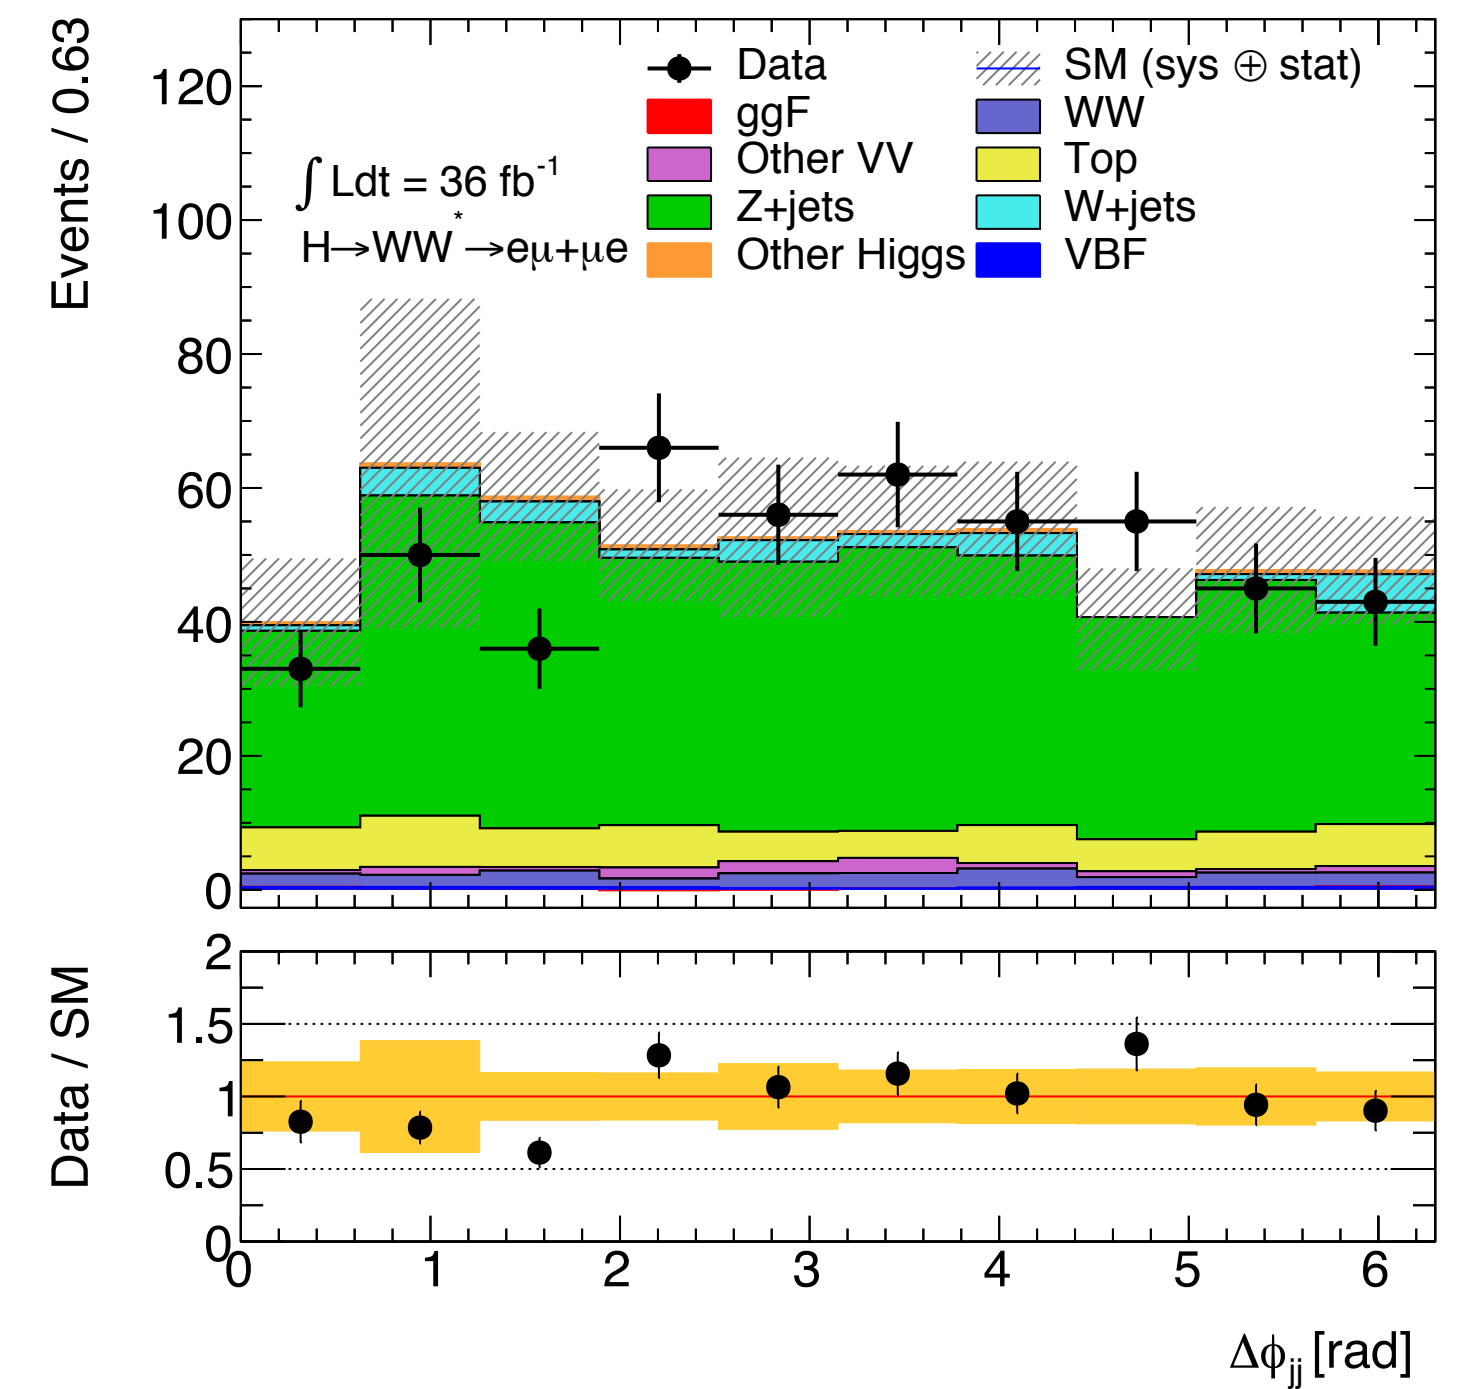 Events / 0.63
120
100
80
60
40
20
0
∫ Ldt = 36 fb⁻¹
H→WW* →eμ+μe
Data
SM (sys ⊕ stat)
ggF
WW
Other VV
Top
Z+jets
W+jets
Other Higgs
VBF
Data / SM
2
1.5
1
0.5
0
0 1 2 3 4 5 6
Δϕjj [rad]